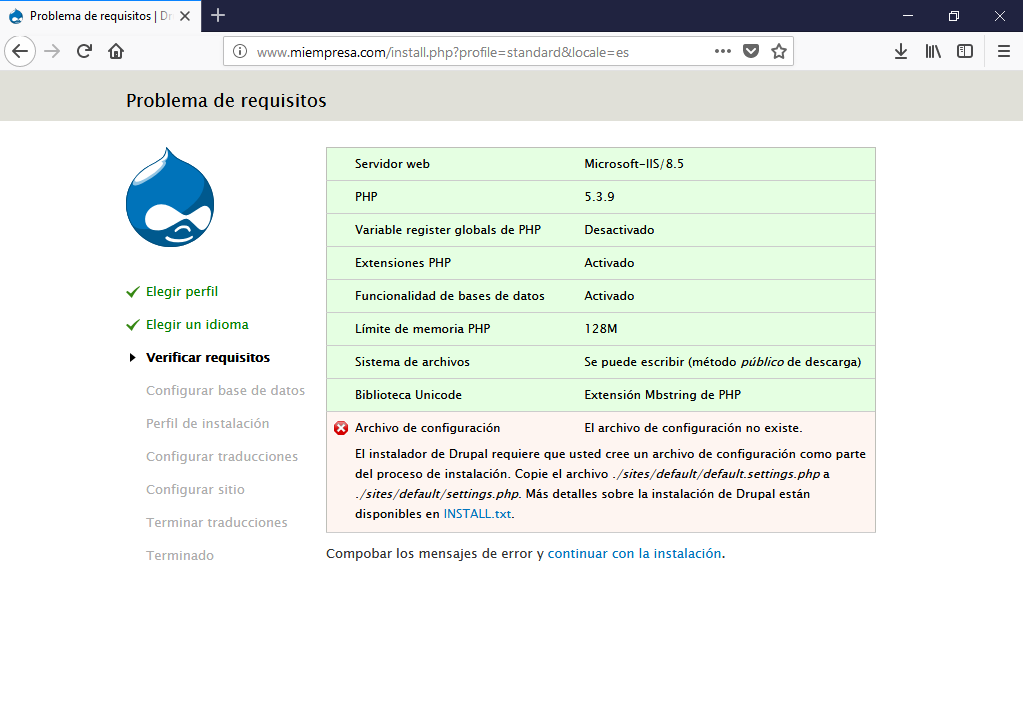 Problema de requisitos | Dr
www.miempresa.com/install.php?profile=standard&locale=es
Problema de requisitos
Elegir perfil
Elegir un idioma
Verificar requisitos
Configurar base de datos
Perfil de instalación
Configurar traducciones
Configurar sitio
Terminar traducciones
Terminado
Servidor web Microsoft-IIS/8.5
PHP 5.3.9
Variable register globals de PHP Desactivado
Extensiones PHP Activado
Funcionalidad de bases de datos Activado
Límite de memoria PHP 128M
Sistema de archivos Se puede escribir (método público de descarga)
Biblioteca Unicode Extensión Mbstring de PHP
Archivo de configuración El archivo de configuración no existe.
El instalador de Drupal requiere que usted cree un archivo de configuración como parte
del proceso de instalación. Copie el archivo ./sites/default/default.settings.php a
./sites/default/settings.php. Más detalles sobre la instalación de Drupal están
disponibles en INSTALL.txt.
Compobar los mensajes de error y continuar con la instalación.